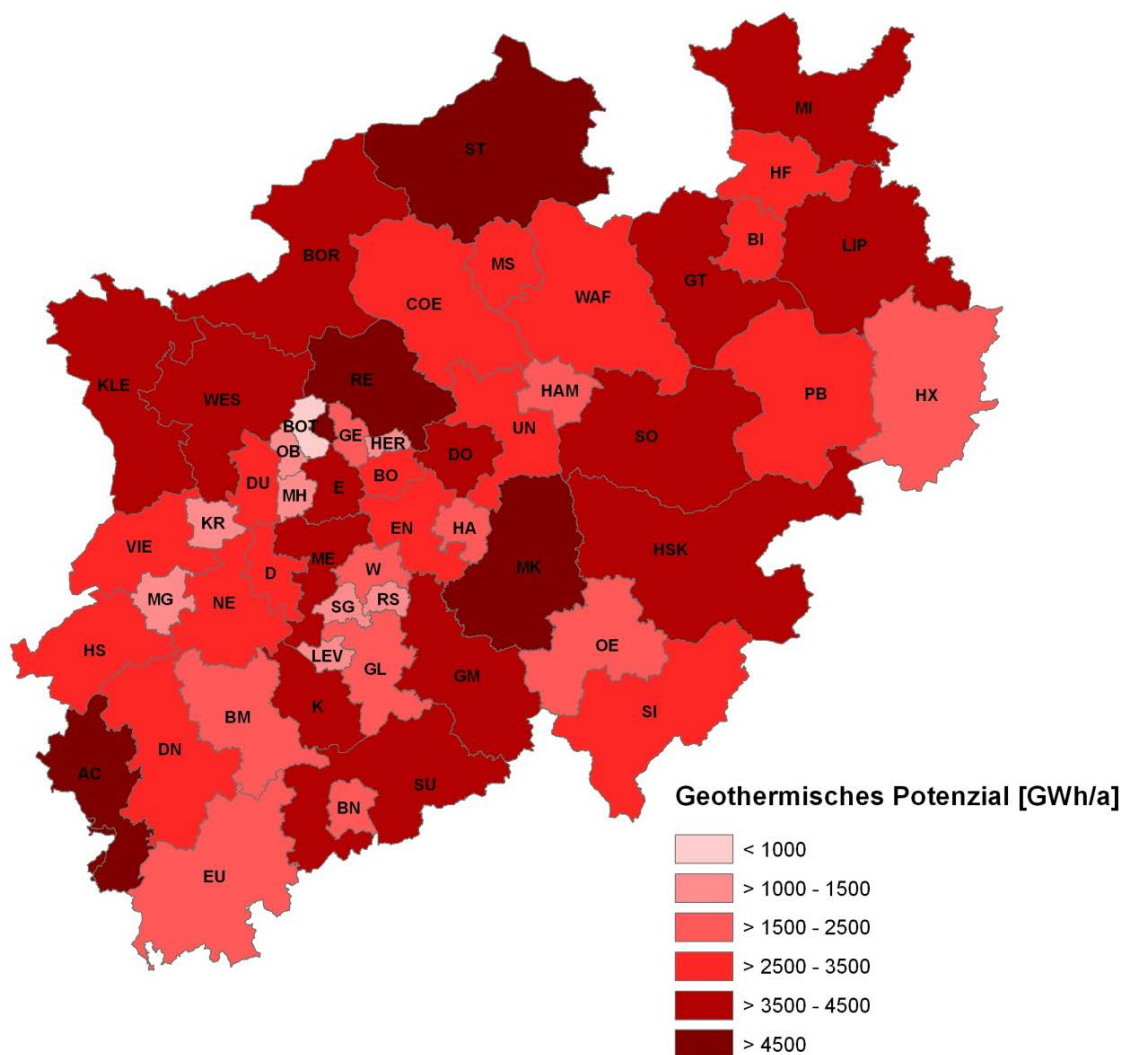 MI
ST
HF
BI
LIP
BOR
MS
GT
COE
WAF
KLE
WES
RE
HAM
PB
HX
BOT
GE
HER
UN
SO
OB
DO
BO
DU
MH
E
KR
EN
HA
VIE
HSK
ME
MK
W
D
MG
NE
SG
RS
HS
LEV
OE
GL
GM
K
SI
BM
DN
AC
SU
BN
EU
Geothermisches Potenzial [GWh/a]
< 1000
> 1000 - 1500
> 1500 - 2500
> 2500 - 3500
> 3500 - 4500
> 4500